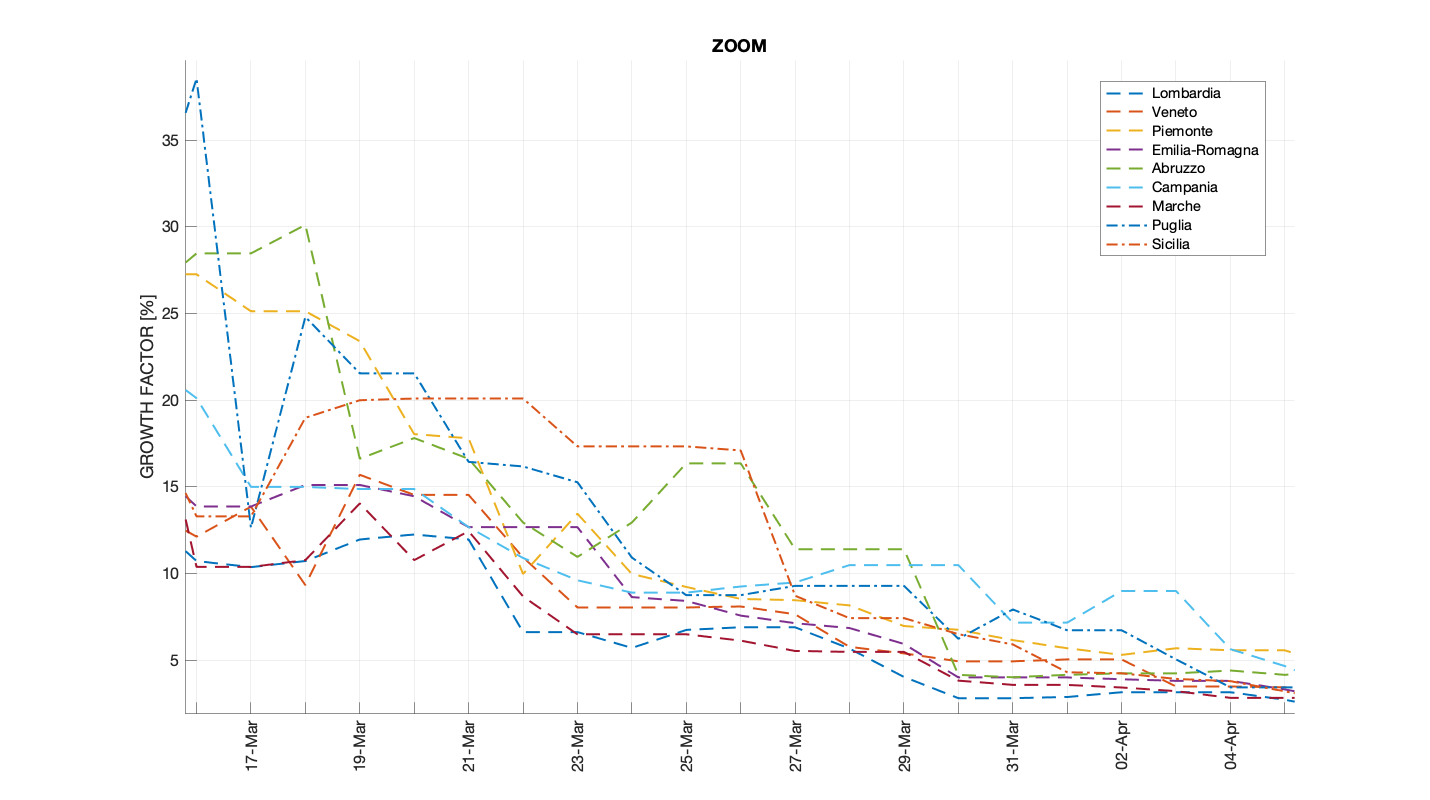 ZOOM
GROWTH FACTOR [%]
35
30
25
20
15
10
5
17-Mar
19-Mar
21-Mar
23-Mar
25-Mar
27-Mar
29-Mar
31-Mar
02-Apr
04-Apr
Lombardia
Veneto
Piemonte
Emilia-Romagna
Abruzzo
Campania
Marche
Puglia
Sicilia